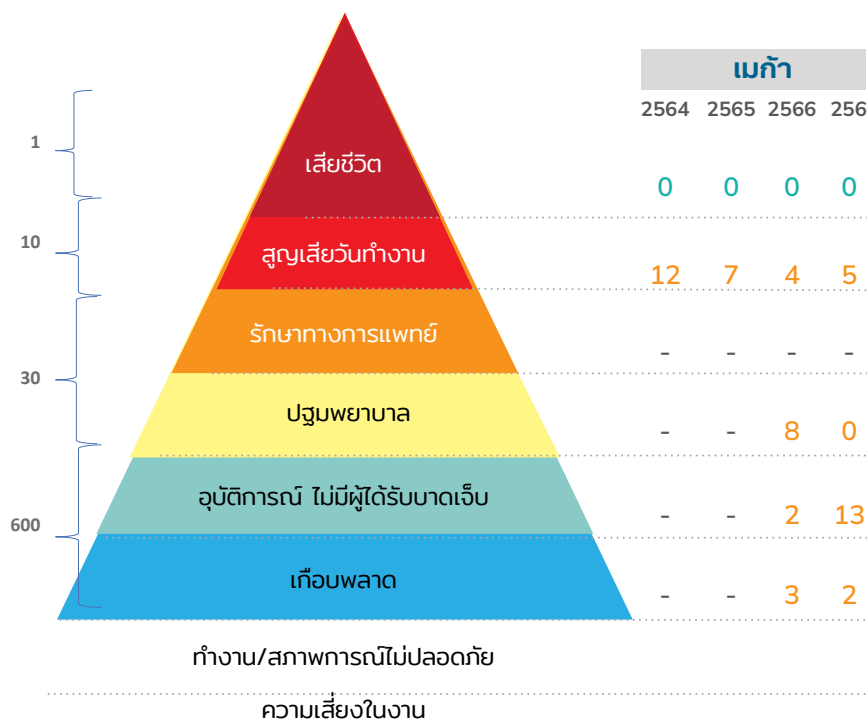 เมก้า
2564 2565 2566 256
1
เสียชีวิต
0 0 0 0
10
สูญเสียวันทำงาน
12 7 4 5
รักษาทางการแพทย์
- - - -
30
ปฐมพยาบาล
- - 8 0
อุบัติการณ์ ไม่มีผู้ได้รับบาดเจ็บ
- - 2 13
600
เกือบพลาด
- - 3 2
ทำงาน/สภาพการณ์ไม่ปลอดภัย
ความเสี่ยงในงาน